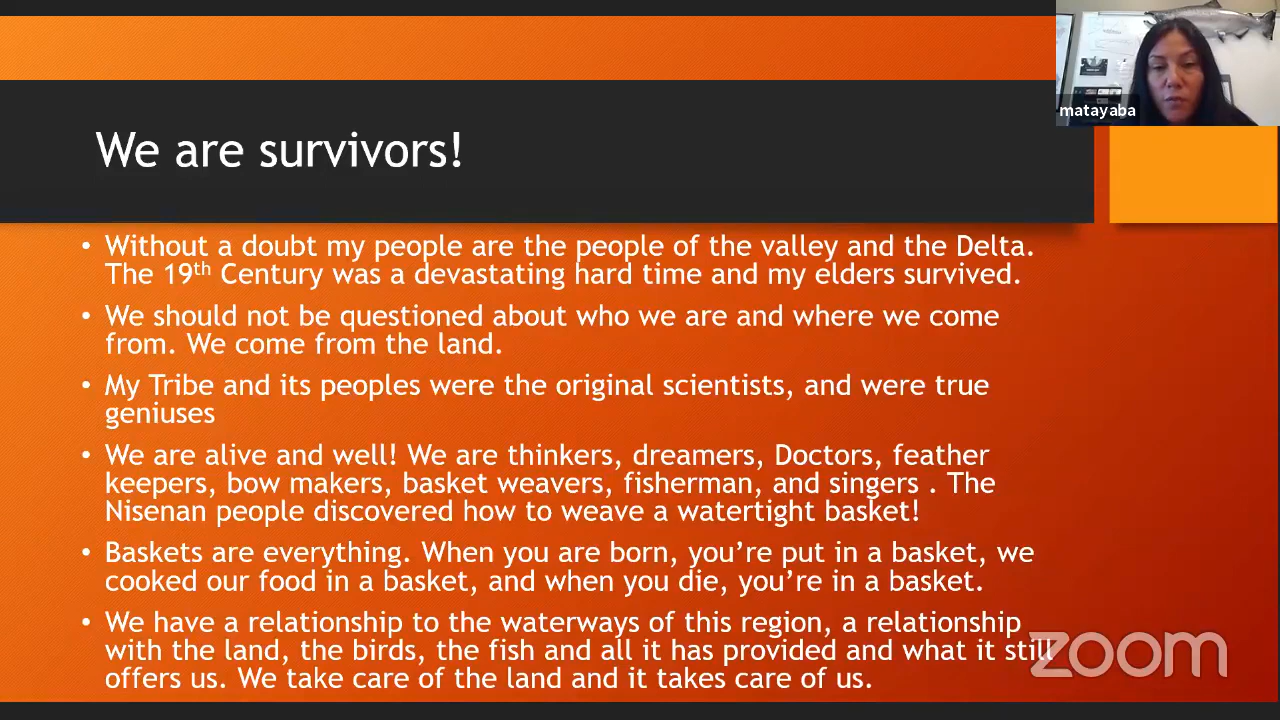 matayaba
We are survivors!
• Without a doubt my people are the people of the valley and the Delta.
The 19th Century was a devastating hard time and my elders survived.
• We should not be questioned about who we are and where we come
from. We come from the land.
• My Tribe and its peoples were the original scientists, and were true
geniuses
• We are alive and well! We are thinkers, dreamers, Doctors, feather
keepers, bow makers, basket weavers, fisherman, and singers . The
Nisenan people discovered how to weave a watertight basket!
• Baskets are everything. When you are born, you’re put in a basket, we
cooked our food in a basket, and when you die, you’re in a basket.
• We have a relationship to the waterways of this region, a relationship
with the land, the birds, the fish and all it has provided and what it still
offers us. We take care of the land and it takes care of us.
zoom